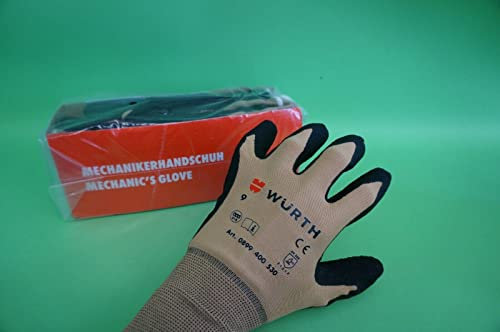 MECHANIKERHANDSCHUH
MECHANIC'S GLOVE
9
WÜRTH
CE
Art. 0899 400 530